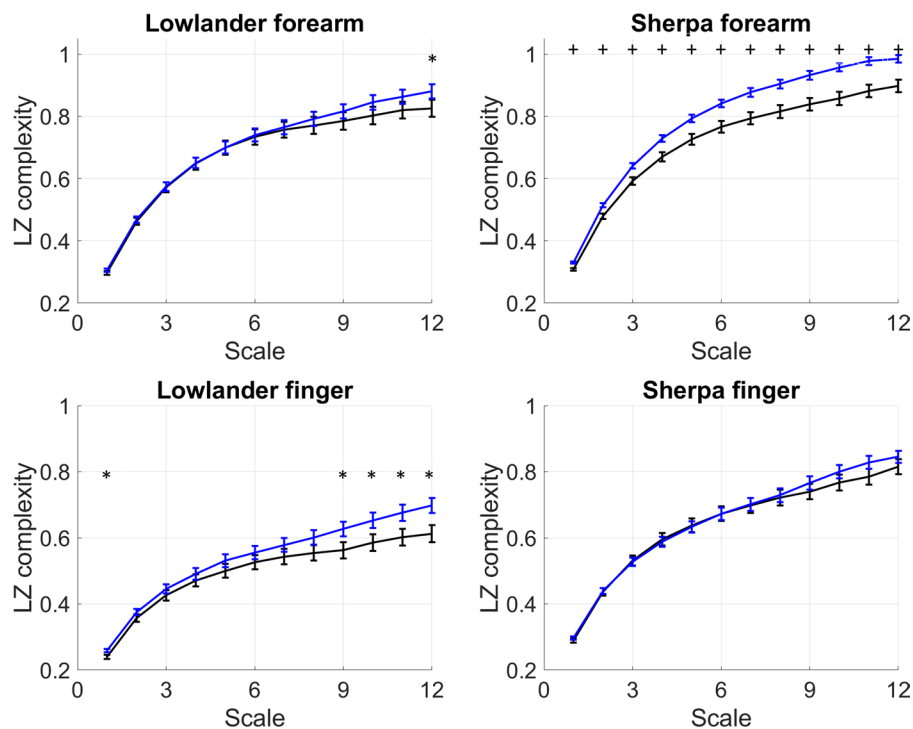 Lowlander forearm
*
1
0.8
0.6
0.4
0.2
LZ complexity
0 3 6 9 12
Scale
Sherpa forearm
+ + + + + + + + + + + +
1
0.8
0.6
0.4
0.2
LZ complexity
0 3 6 9 12
Scale
Lowlander finger
* * * * *
1
0.8
0.6
0.4
0.2
LZ complexity
0 3 6 9 12
Scale
Sherpa finger
1
0.8
0.6
0.4
0.2
LZ complexity
0 3 6 9 12
Scale